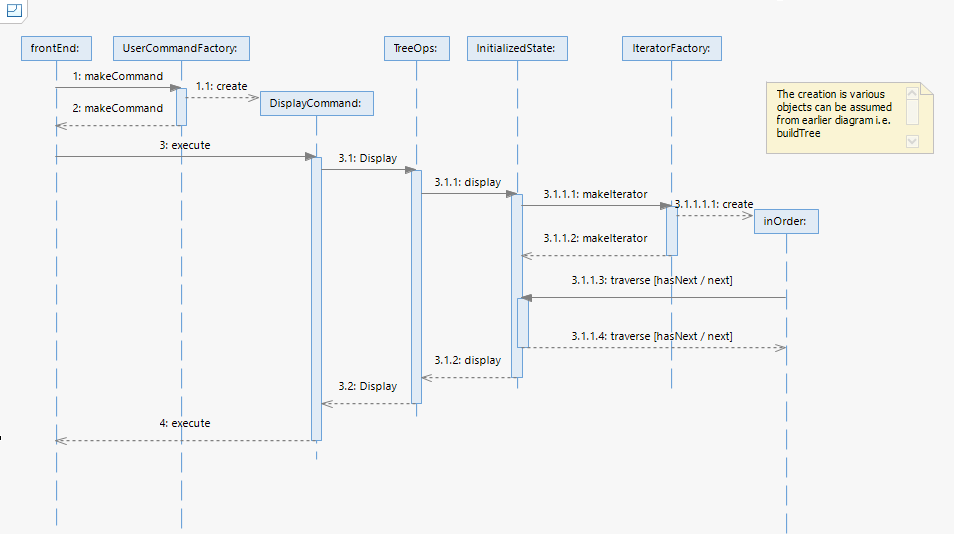 frontEnd:
UserCommandFactory:
TreeOps:
InitializedState:
IteratorFactory:
1: makeCommand
1.1: create
DisplayCommand:
2: makeCommand
The creation is various
objects can be assumed
from earlier diagram i.e.
buildTree
3: execute
3.1: Display
3.1.1: display
3.1.1.1: makeIterator
3.1.1.1.1: create
inOrder:
3.1.1.2: makeIterator
3.1.1.3: traverse [hasNext / next]
3.1.1.4: traverse [hasNext / next]
3.1.2: display
3.2: Display
4: execute